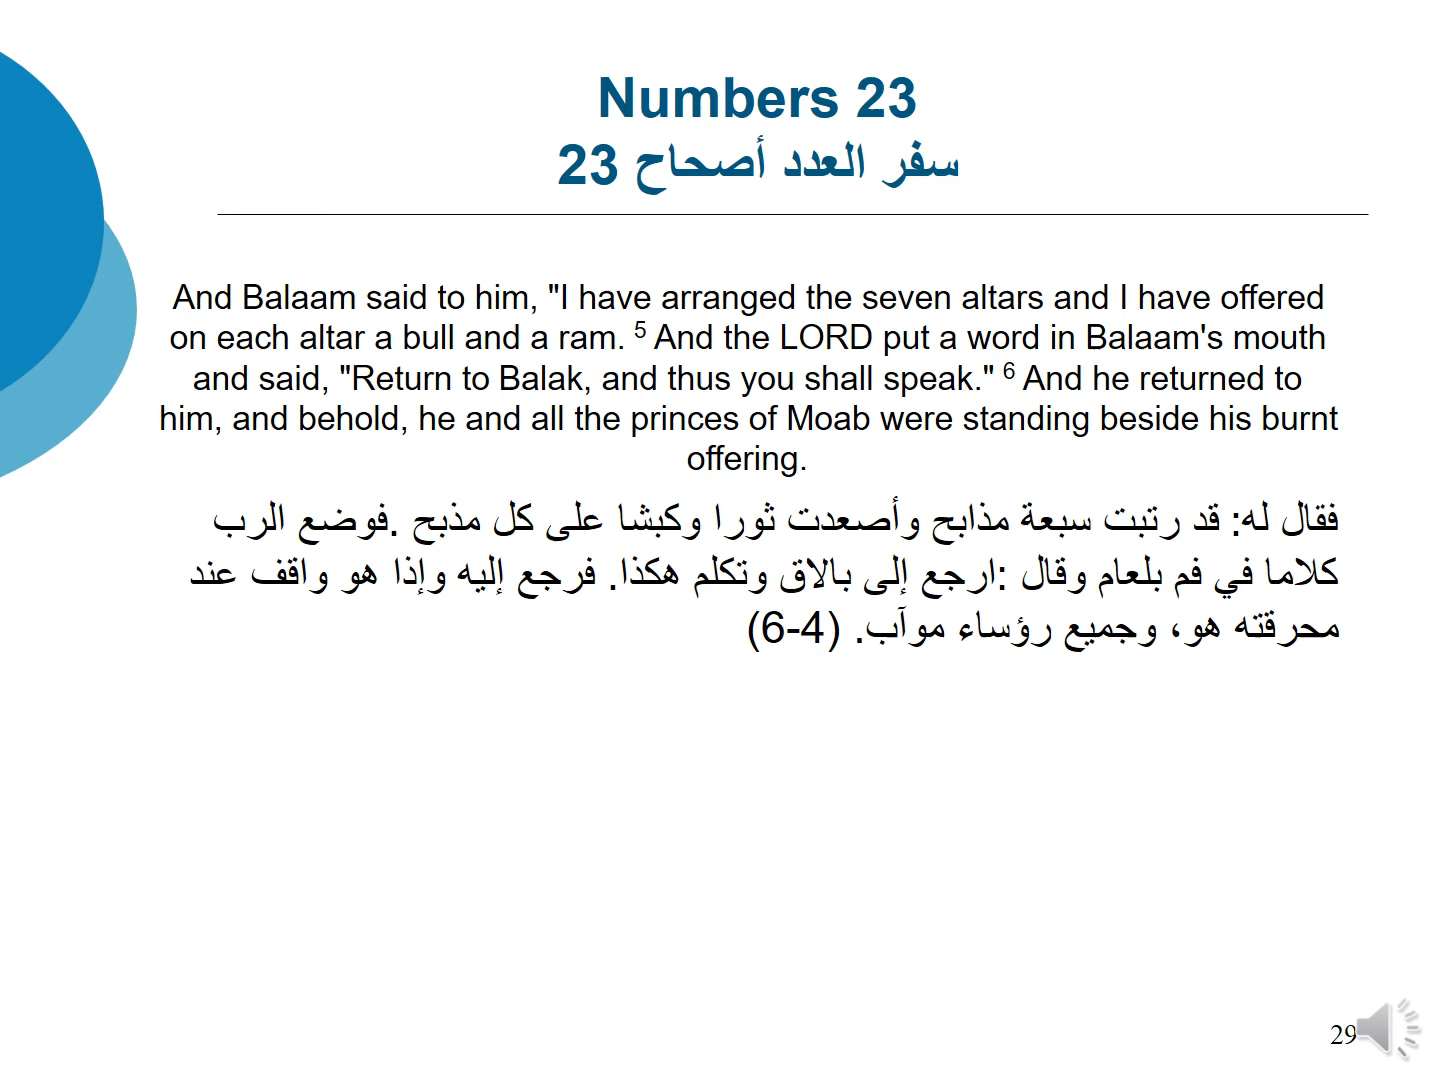 Numbers 23
سفر العدد أصحاح 23
And Balaam said to him, "I have arranged the seven altars and I have offered
on each altar a bull and a ram. 5 And the LORD put a word in Balaam's mouth
and said, "Return to Balak, and thus you shall speak." 6 And he returned to
him, and behold, he and all the princes of Moab were standing beside his burnt
offering.
فقال له: قد رتبت سبعة مذابح وأصعدت ثورا وكبشا على كل مذبح .فوضع الرب
كلاما في فم بلعام وقال :ارجع إلى بالاق وتكلم هكذا. فرجع إليه وإذا هو واقف عند
محرقته هو، وجميع رؤساء موآب. (4-6)
29